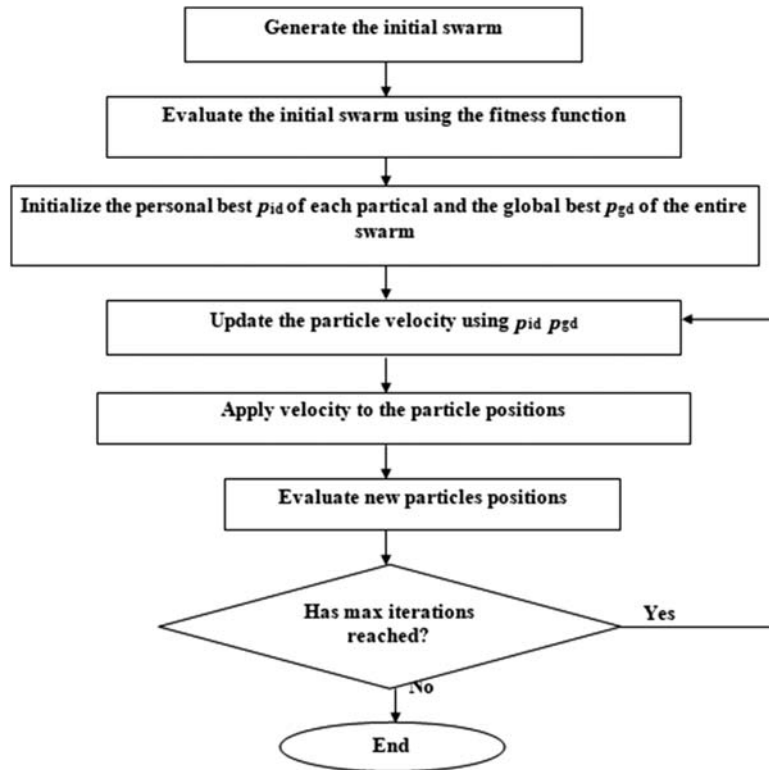 Generate the initial swarm
Evaluate the initial swarm using the fitness function
Initialize the personal best pid of each partical and the global best pgd of the entire
swarm
Update the particle velocity using pid pgd
Apply velocity to the particle positions
Evaluate new particles positions
Has max iterations
reached?
Yes
No
End